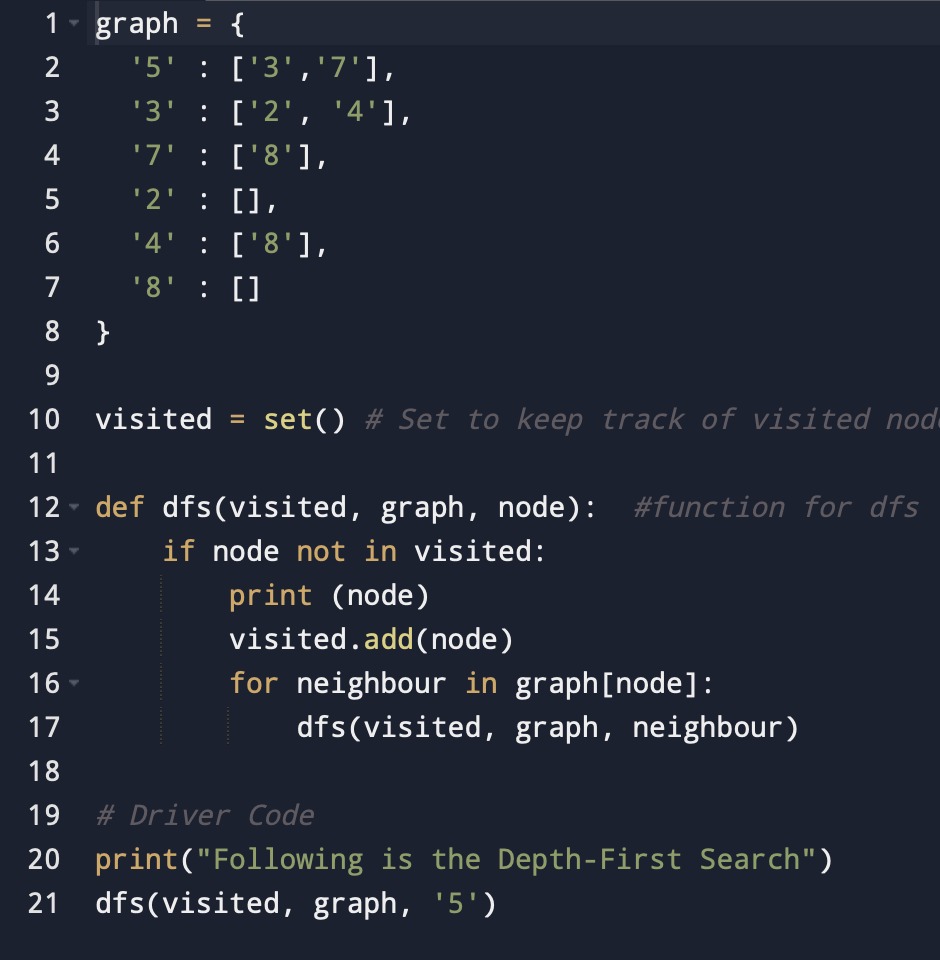 1 graph = {
2 '5' : ['3','7'],
3 '3' : ['2', '4'],
4 '7' : ['8'],
5 '2' : [],
6 '4' : ['8'],
7 '8' : []
8 }
9
10 visited = set() # Set to keep track of visited
11
12 def dfs(visited, graph, node):  #function for dfs
13     if node not in visited:
14         print (node)
15         visited.add(node)
16         for neighbour in graph[node]:
17             dfs(visited, graph, neighbour)
18
19 # Driver Code
20 print("Following is the Depth-First Search")
21 dfs(visited, graph, '5')